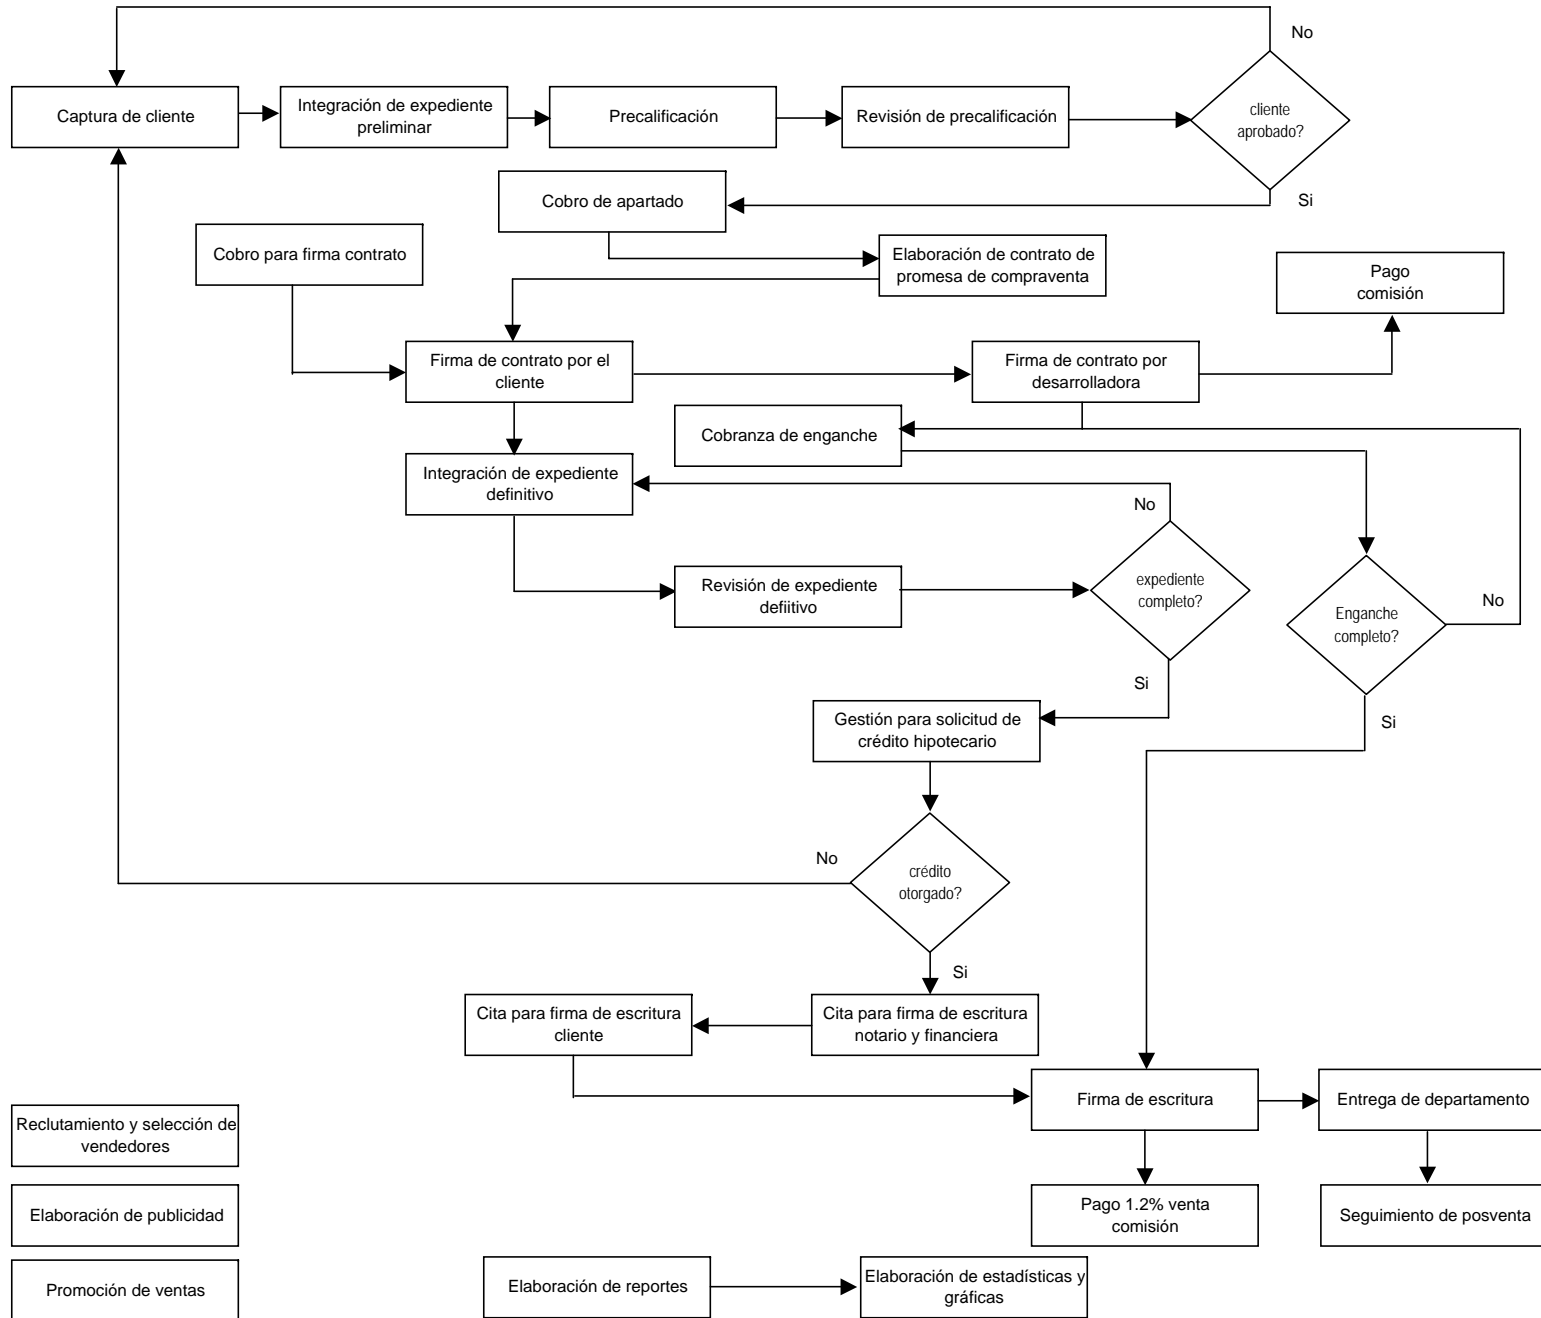 No
Captura de cliente
Integración de expediente
preliminar
Precalificación
Revisión de precalificación
cliente
aprobado?
Si
Cobro de apartado
Cobro para firma contrato
Elaboración de contrato de
promesa de compraventa
Pago
comisión
Firma de contrato por el
cliente
Firma de contrato por
desarrolladora
Cobranza de enganche
Integración de expediente
definitivo
No
Revisión de expediente
defiitivo
expediente
completo?
No
Enganche
completo?
Si
Si
Gestión para solicitud de
crédito hipotecario
No
crédito
otorgado?
Si
Cita para firma de escritura
cliente
Cita para firma de escritura
notario y financiera
Firma de escritura
Entrega de departamento
Reclutamiento y selección de
vendedores
Elaboración de publicidad
Pago 1.2% venta
comisión
Seguimiento de posventa
Promoción de ventas
Elaboración de reportes
Elaboración de estadísticas y
gráficas